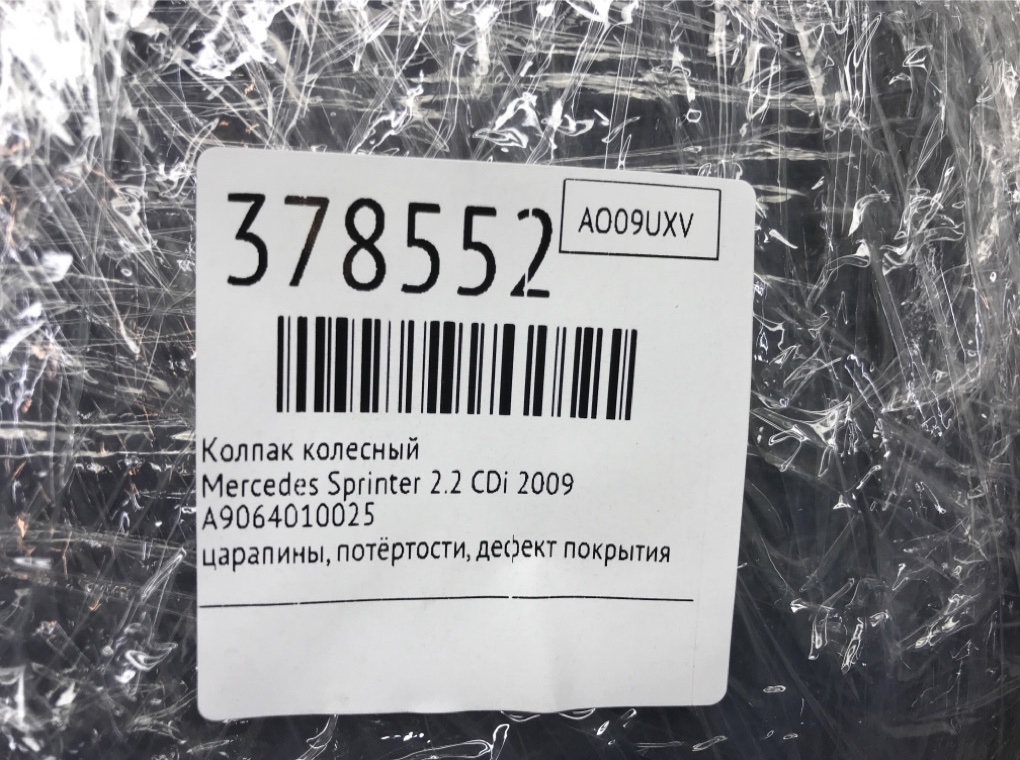 378552
AO09UXV
Колпак колесный
Mercedes Sprinter 2.2 CDi 2009
A9064010025
царапины, потёртости, дефект покрытия